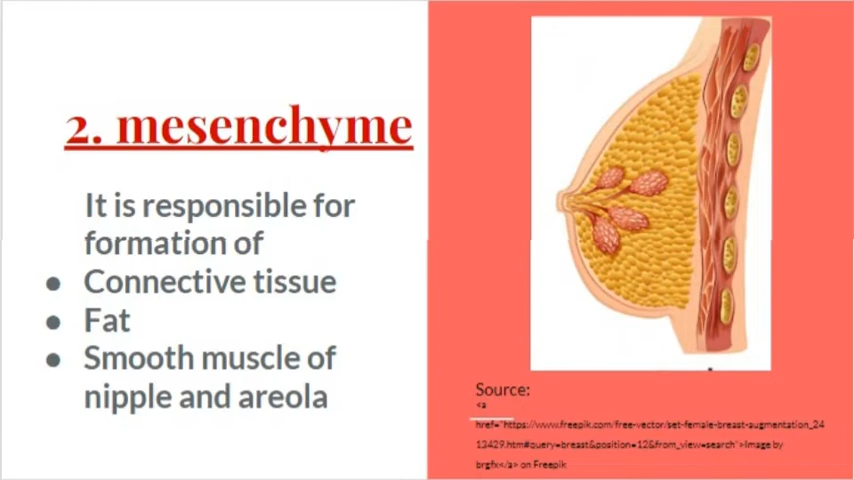 2. mesenchyme
It is responsible for
formation of
● Connective tissue
● Fat
● Smooth muscle of
nipple and areola
Source:
<a
href="https://www.freepik.com/free-vector/set-female-breast-augmentation_24
13429.htm#query=breast&position=12&from_view=search">Image by
brgfx</a> on Freepik